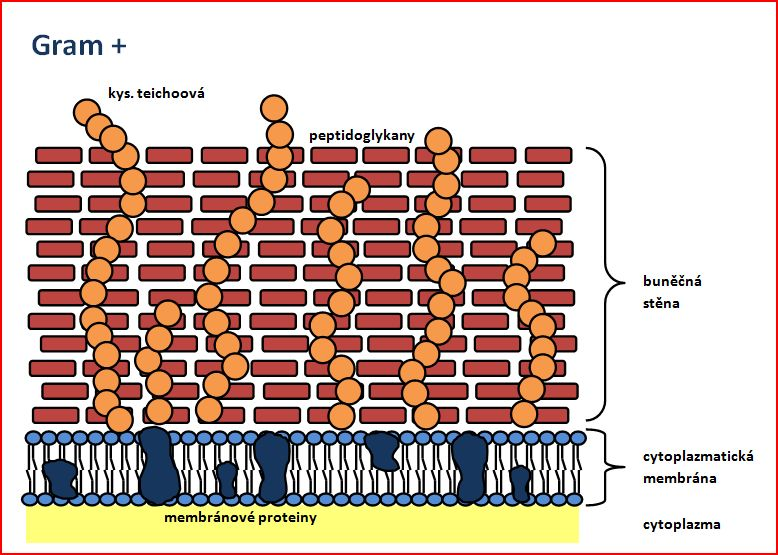 Gram +
kys. teichoová
peptidoglykany
buněčná
stěna
cytoplazmatická
membrána
membránové proteiny
cytoplazma